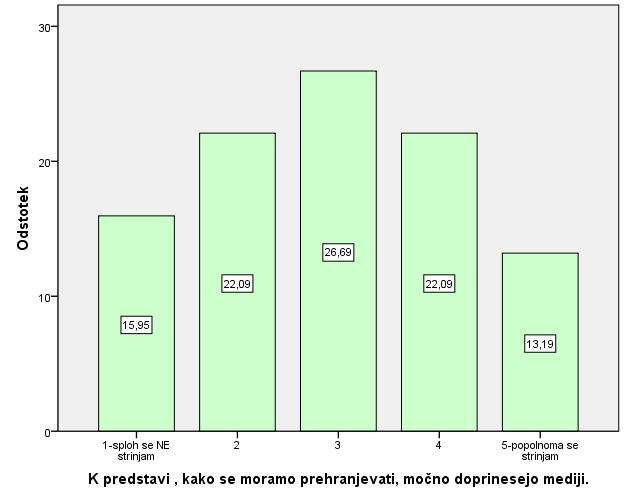 30
20
10
0
Odstotek
15,95
22,09
26,69
22,09
13,19
1-sploh se NE
strinjam
2
3
4
5-popolnoma se
strinjam
K predstavi , kako se moramo prehranjevati, močno doprinesejo mediji.